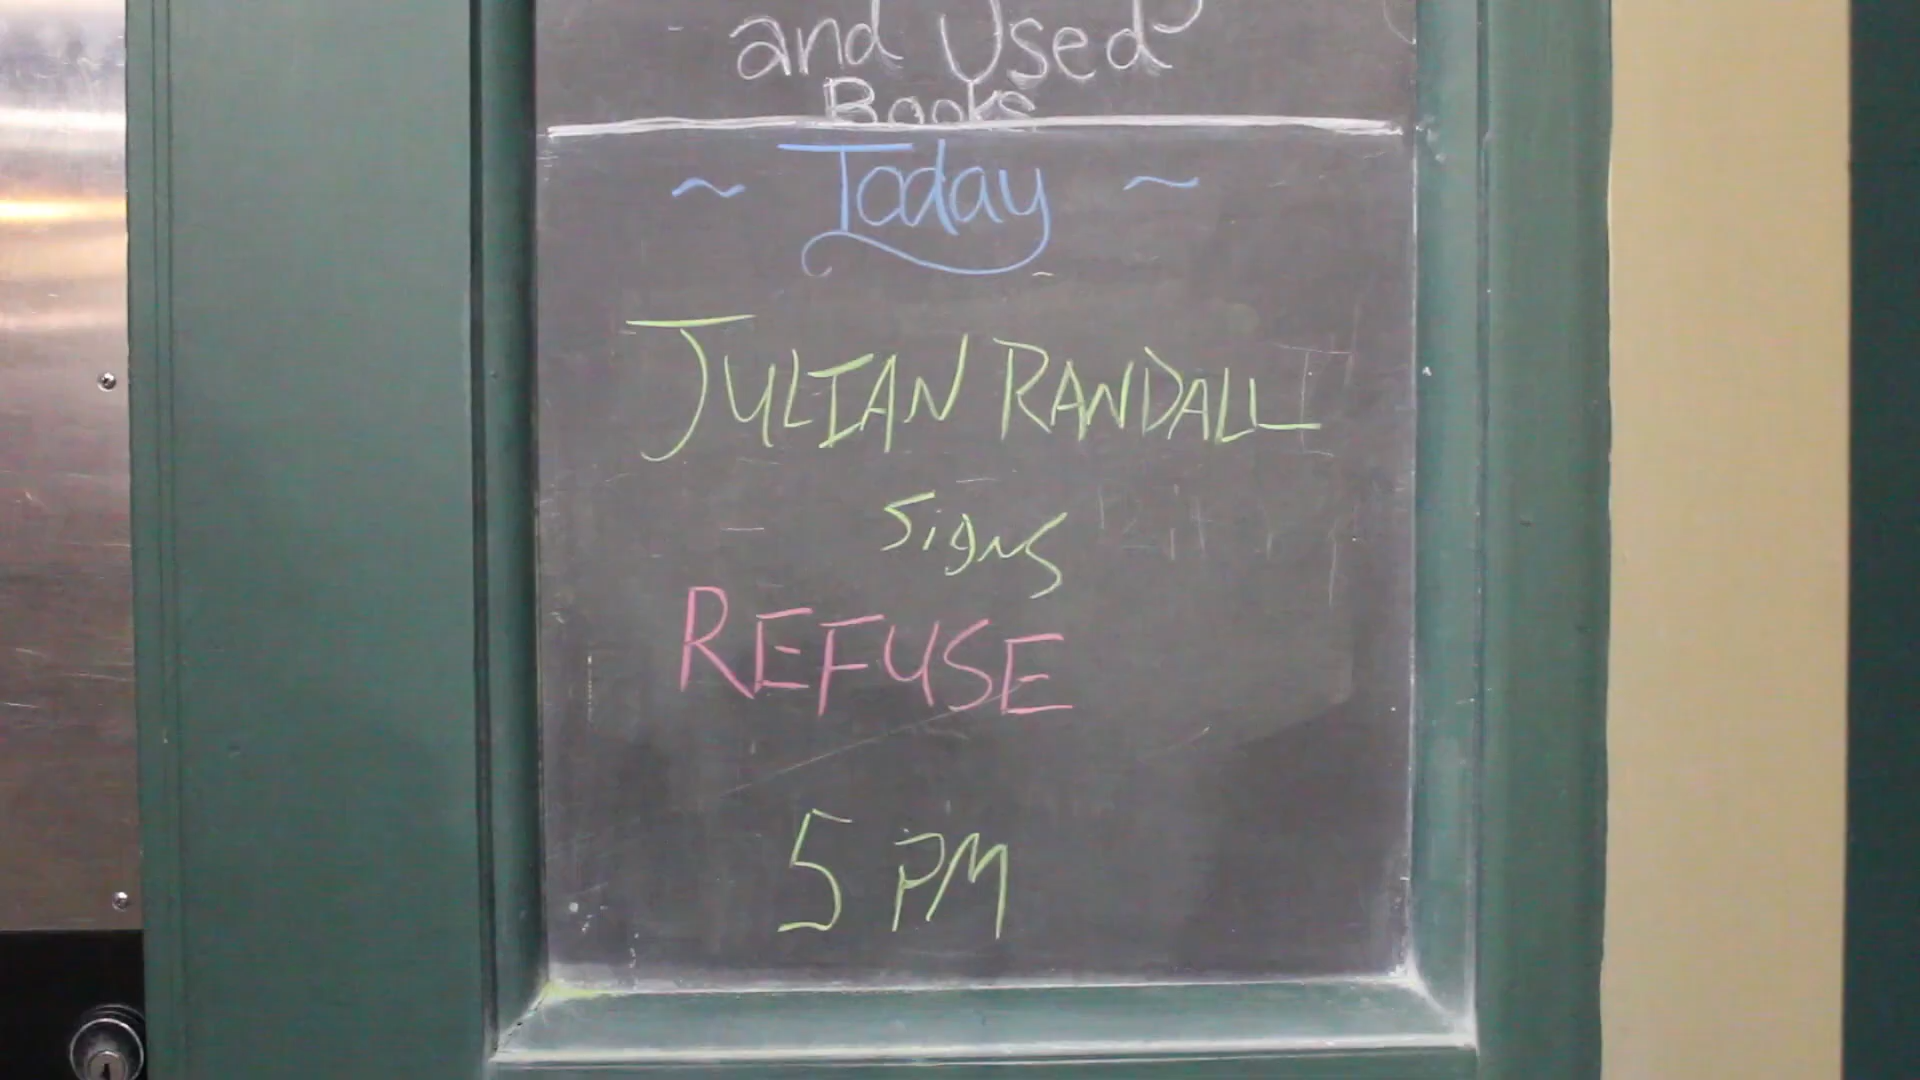 and Used
Books
~ Today ~
JULIAN RANDALL
Signs
REFUSE
5 PM